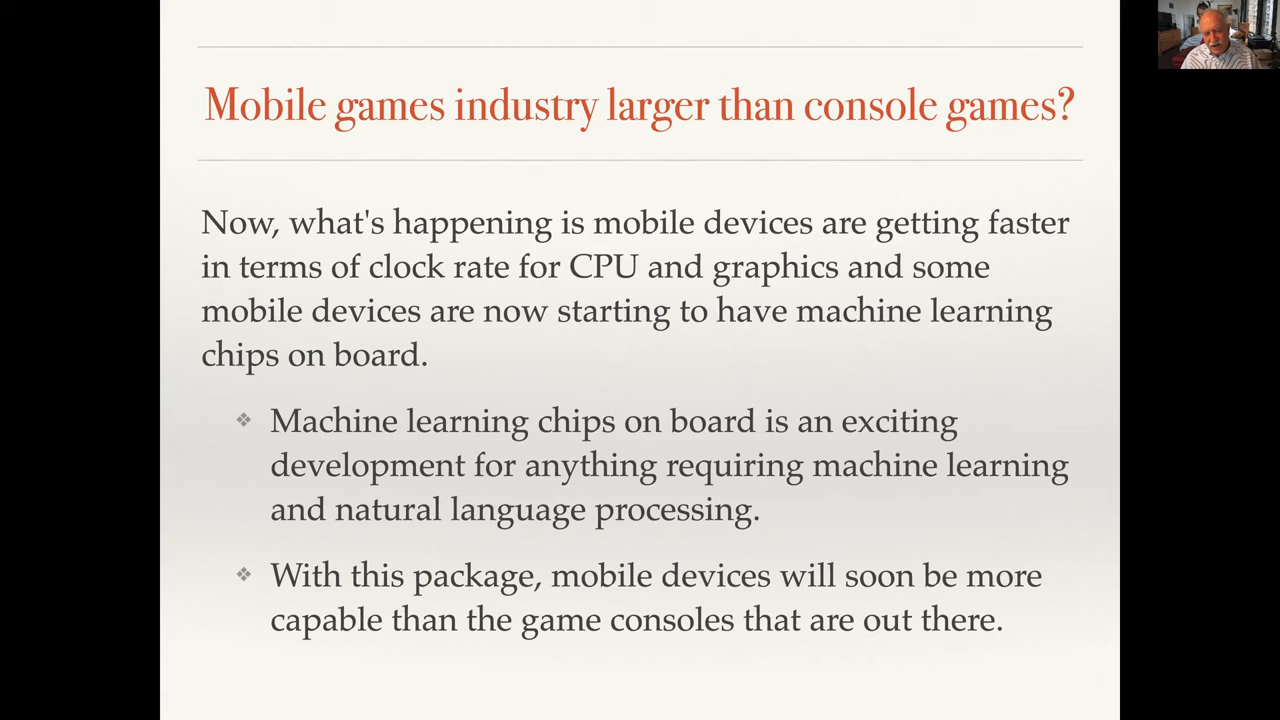 Mobile games industry larger than console games?
Now, what's happening is mobile devices are getting faster
in terms of clock rate for CPU and graphics and some
mobile devices are now starting to have machine learning
chips on board.
Machine learning chips on board is an exciting
development for anything requiring machine learning
and natural language processing.
With this package, mobile devices will soon be more
capable than the game consoles that are out there.